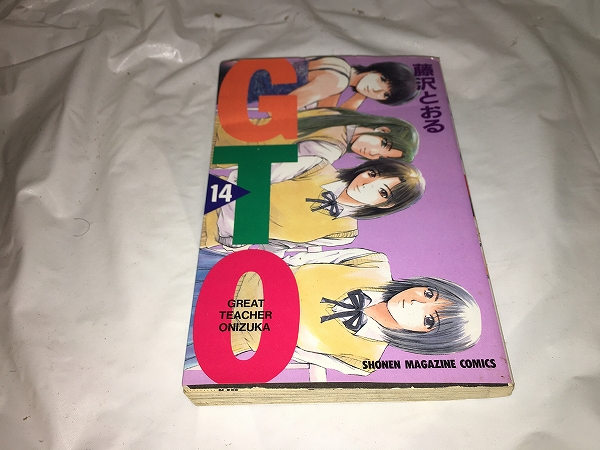 GTO
14
GREAT
TEACHER
ONIZUKA
藤沢とおる
SHONEN MAGAZINE COMICS